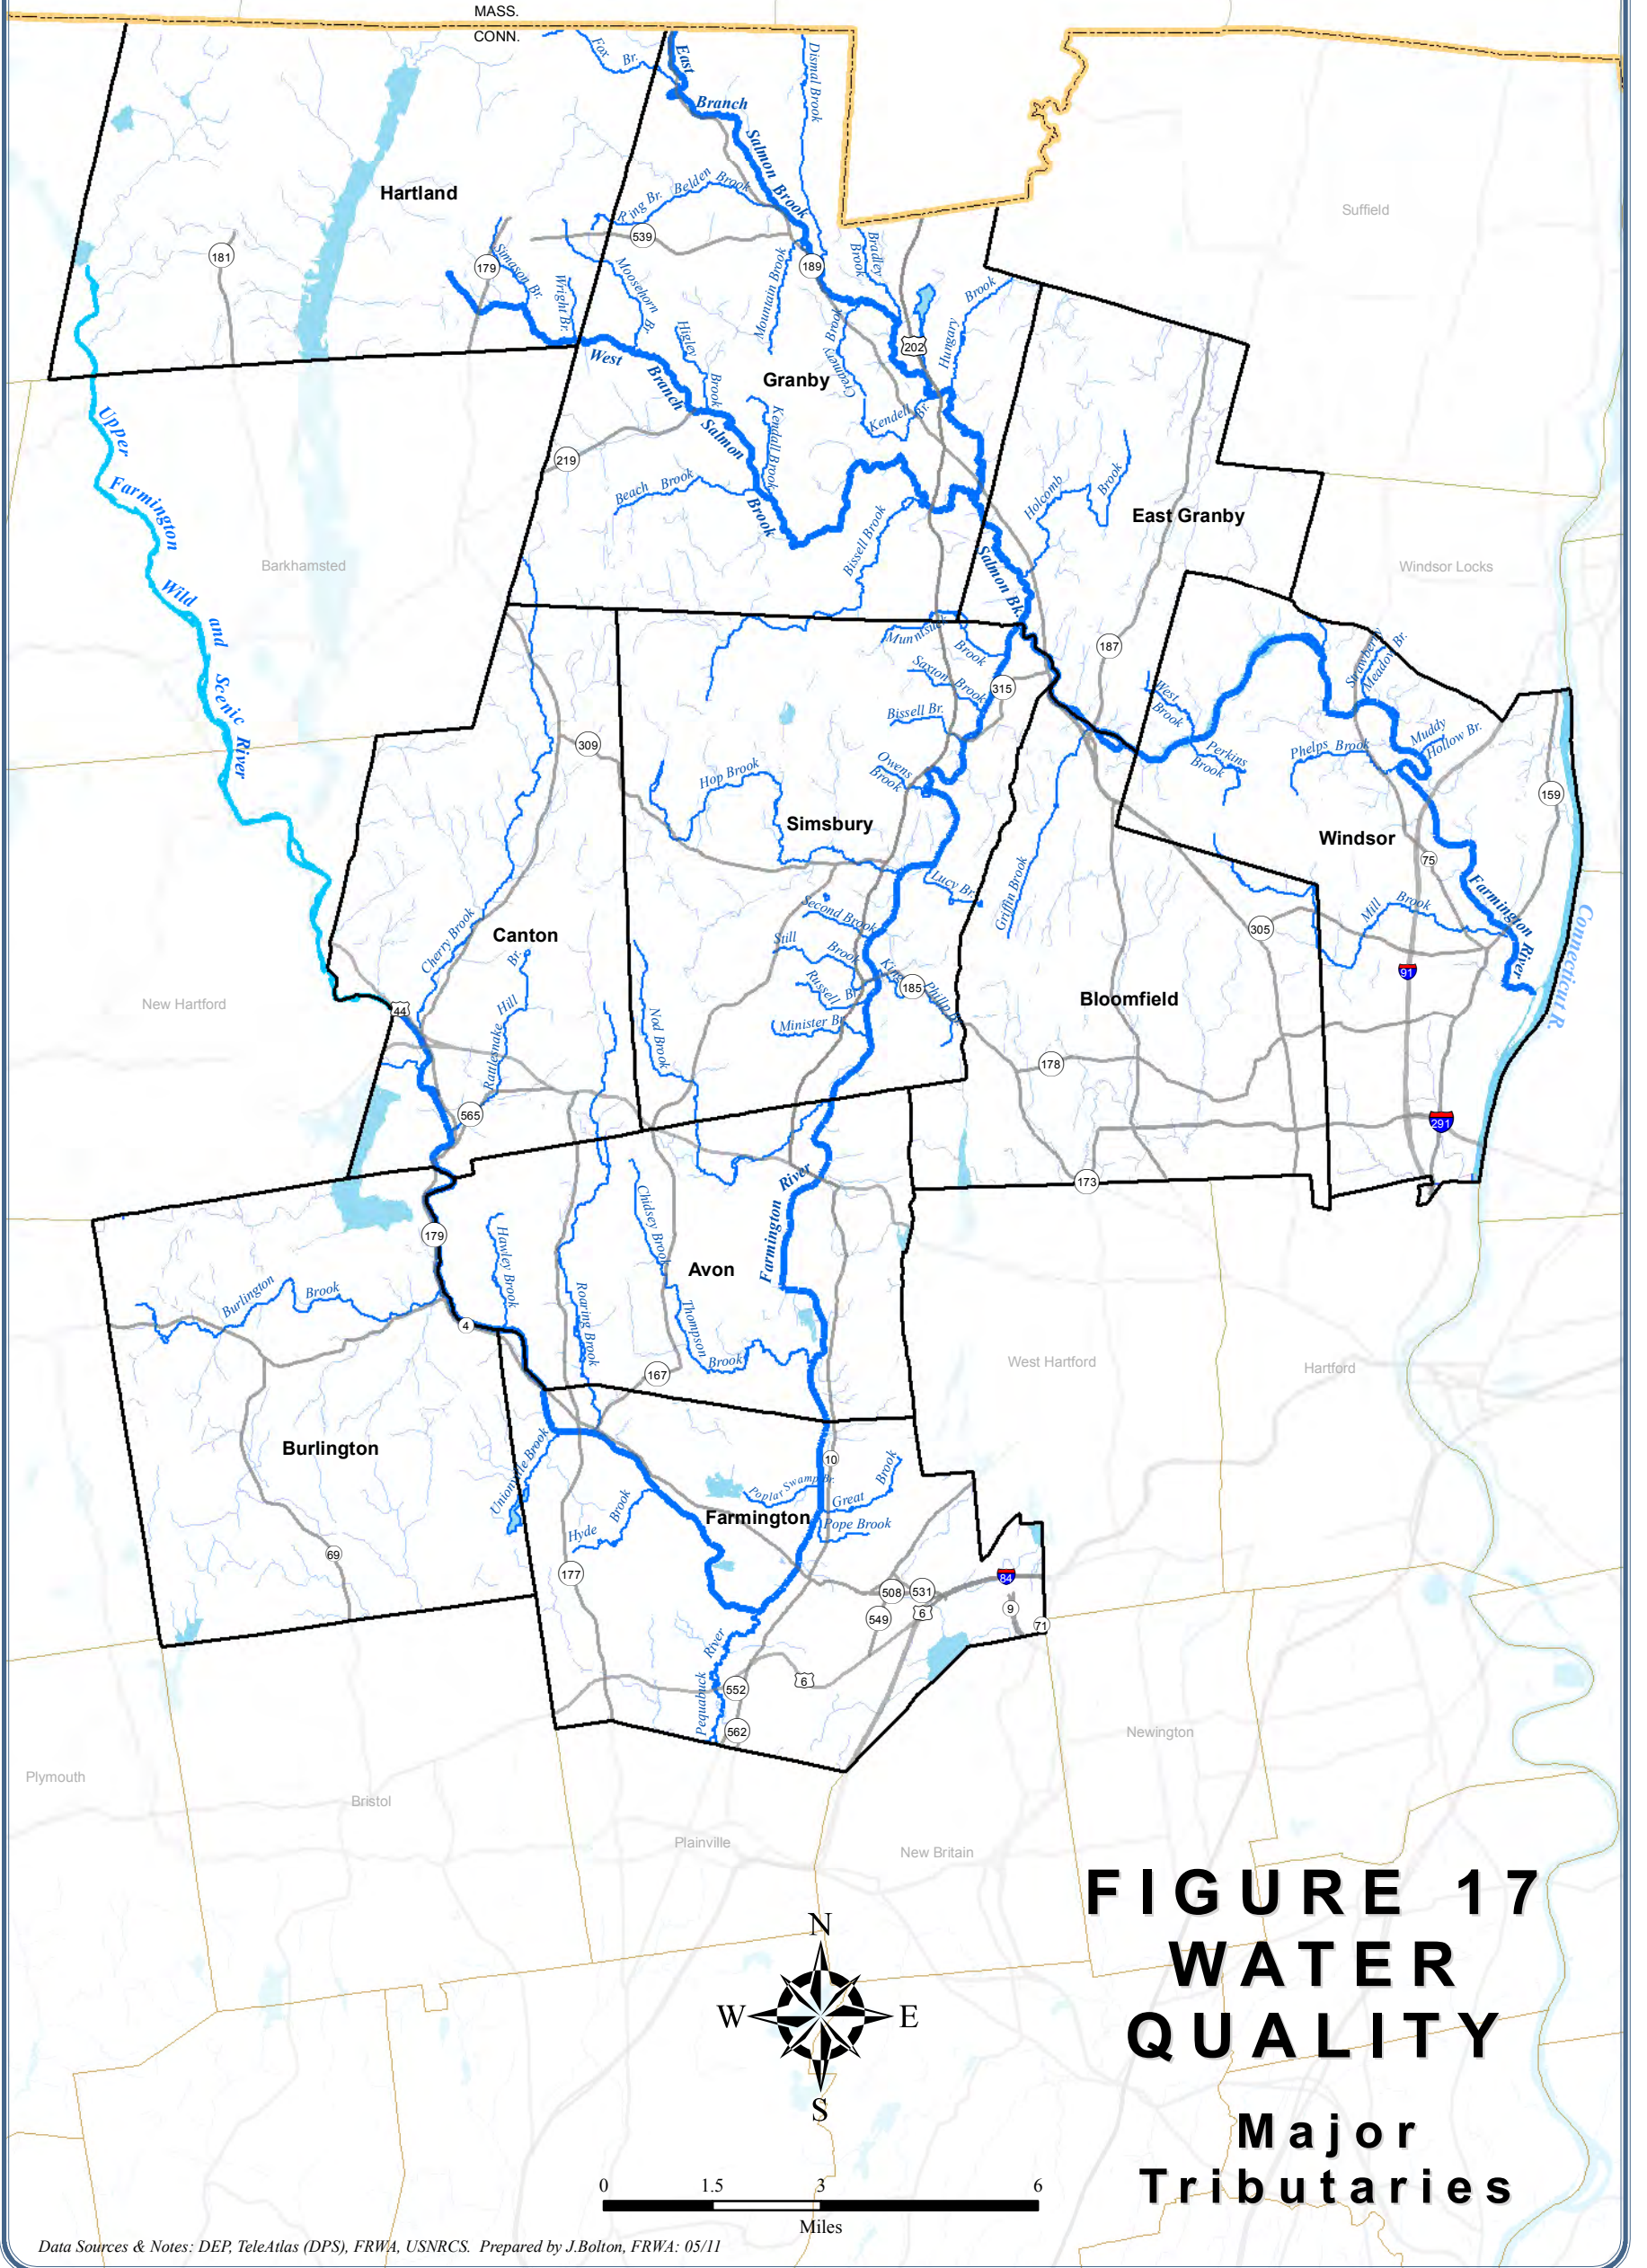 MASS.
CONN.
Fox Br.
East Branch Salmon Brook
Dismal Brook
Hartland
Suffield
Ring Br.
Belden Brook
539
181
179
Simason Br.
Wright Br.
Moosehorn Br.
Mountain Brook
189
Bradley Brook
Hungary Brook
202
Higley Brook
Creamery Brook
West Branch Salmon Brook
Granby
Kendell Br.
Kendall Brook
219
Beach Brook
Bissell Brook
Holcomb Brook
East Granby
Windsor Locks
Upper Farmington Wild and Scenic River
Barkhamsted
Salmon Bk.
Munnisunk Brook
187
Strawberry Meadow Br.
Saxton Brook
315
West Brook
Bissell Br.
Muddy Hollow Br.
309
Perkins Brook
Phelps Brook
Owens Brook
Hop Brook
159
Simsbury
Windsor
75
Lucy Br.
Griffin Brook
Farmington River
Connecticut R.
Second Brook
Mill Brook
Cherry Brook
Canton
305
Still Brook
91
King Phillip Br.
185
Russell Br.
Bloomfield
New Hartford
44
Rattlesnake Hill Br.
Nod Brook
Minister Br.
178
565
291
173
Farmington River
179
Chidsey Brook
Hawley Brook
Avon
Burlington Brook
Roaring Brook
4
Thompson Brook
West Hartford
Hartford
167
Burlington
10
Unionville Brook
Poplar Swamp Br.
Great Brook
Farmington
Pope Brook
Hyde Brook
69
177
84
508
531
6
549
9
71
Pequabuck River
6
552
562
Newington
Plymouth
Bristol
Plainville
New Britain
FIGURE 17
WATER
QUALITY
Major
Tributaries
N
W E
S
0 1.5 3 6
Miles
Data Sources & Notes: DEP, TeleAtlas (DPS), FRWA, USNRCS. Prepared by J.Bolton, FRWA: 05/11